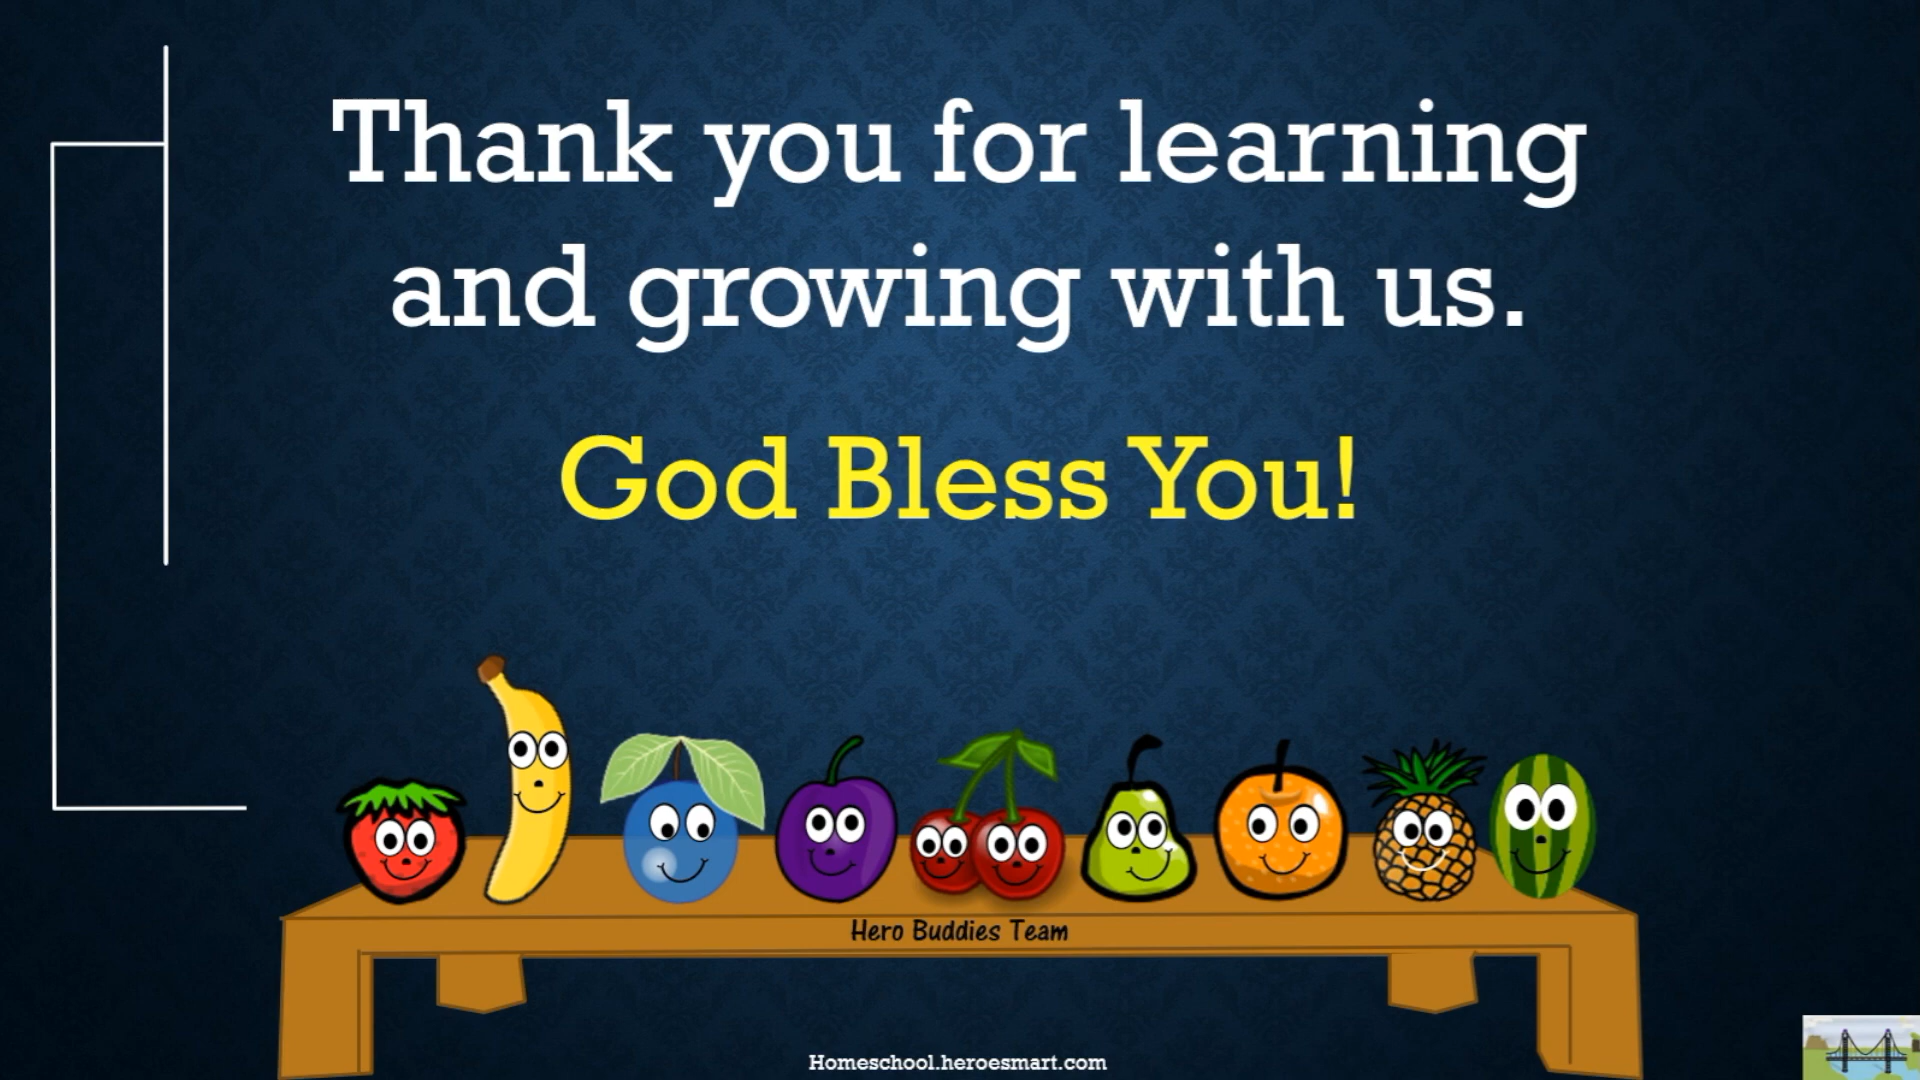 Thank you for learning
and growing with us.
God Bless You!
Hero Buddies Team
Homeschool.heroesmart.com